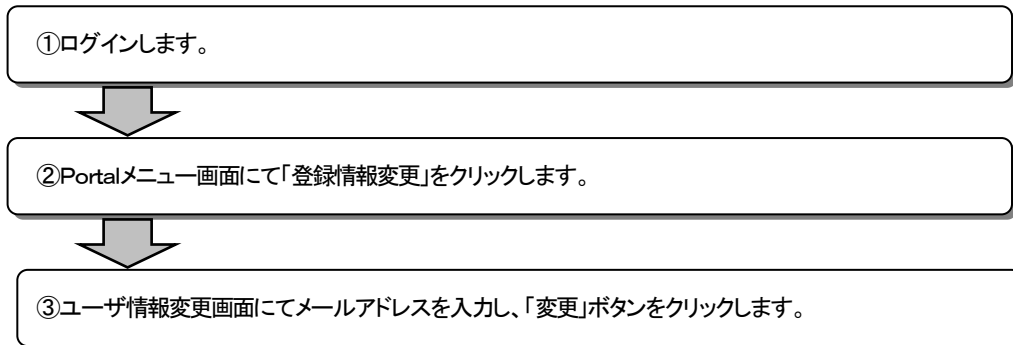 ①ログインします。
②Portalメニュー画面にて「登録情報変更」をクリックします。
③ユーザ情報変更画面にてメールアドレスを入力し、「変更」ボタンをクリックします。